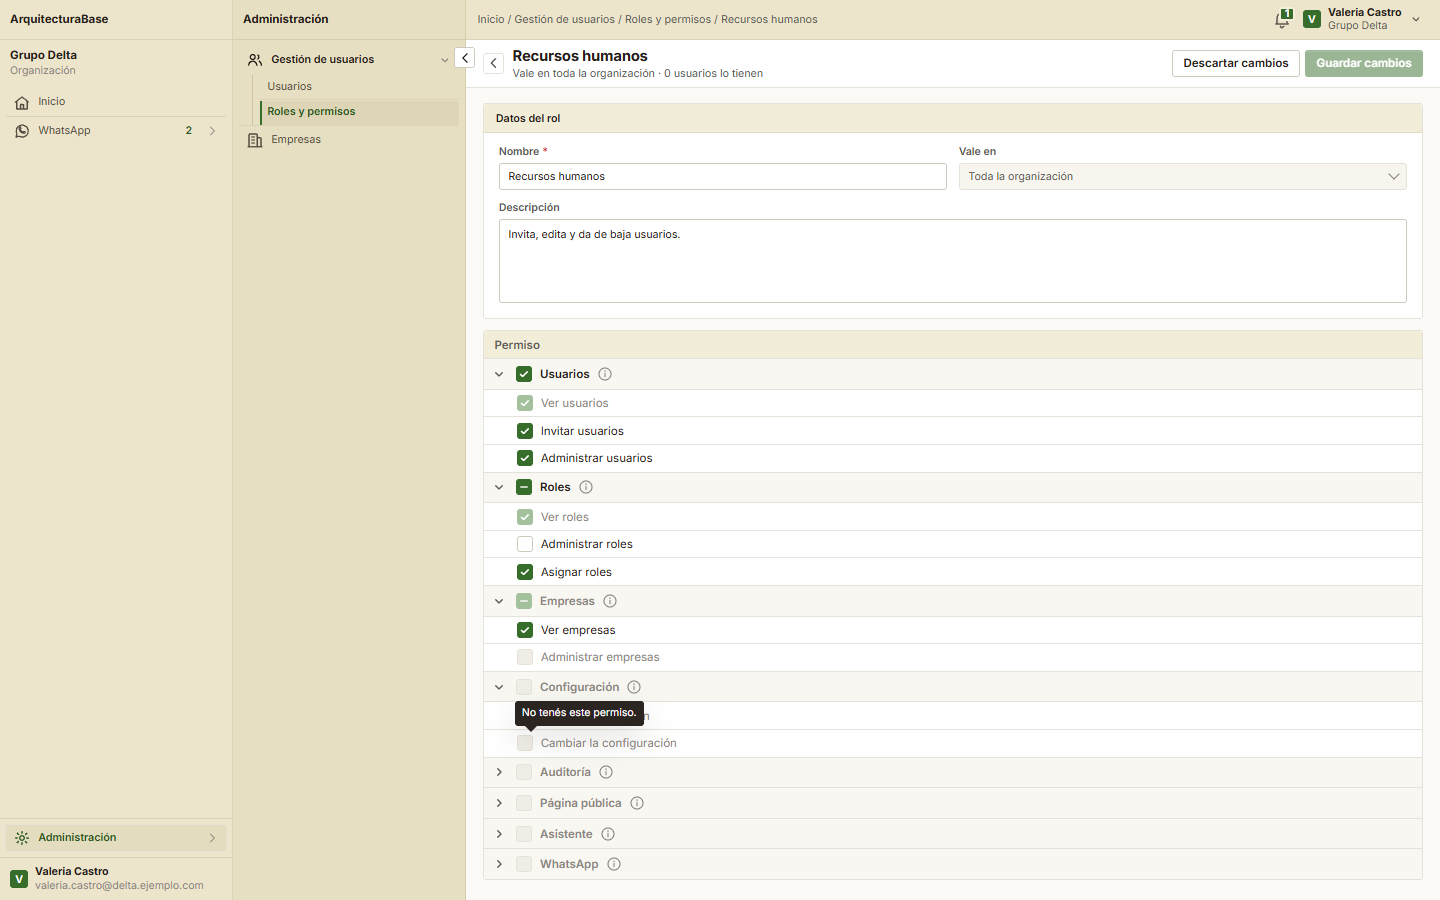 ArquitecturaBase
Administración
Inicio / Gestión de usuarios / Roles y permisos / Recursos humanos
1
V
Valeria Castro
Grupo Delta
Grupo Delta
Organización
Inicio
WhatsApp 2
Gestión de usuarios
Usuarios
Roles y permisos
Empresas
Recursos humanos
Vale en toda la organización · 0 usuarios lo tienen
Descartar cambios
Guardar cambios
Datos del rol
Nombre *
Vale en
Recursos humanos
Toda la organización
Descripción
Invita, edita y da de baja usuarios.
Permiso
Usuarios
Ver usuarios
Invitar usuarios
Administrar usuarios
Roles
Ver roles
Administrar roles
Asignar roles
Empresas
Ver empresas
Administrar empresas
Configuración
No tenés este permiso.
Cambiar la configuración
Auditoría
Página pública
Asistente
WhatsApp
Administración
V
Valeria Castro
valeria.castro@delta.ejemplo.com